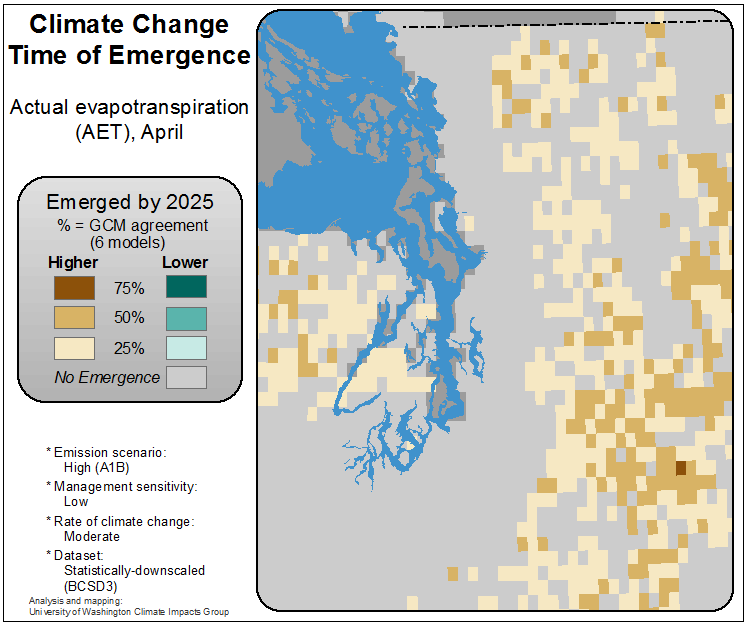 Climate Change
Time of Emergence
Actual evapotranspiration
(AET), April
Emerged by 2025
% = GCM agreement
(6 models)
Higher Lower
75%
50%
25%
No Emergence
* Emission scenario:
High (A1B)
* Management sensitivity:
Low
* Rate of climate change:
Moderate
* Dataset:
Statistically-downscaled
(BCSD3)
Analysis and mapping:
University of Washington Climate Impacts Group